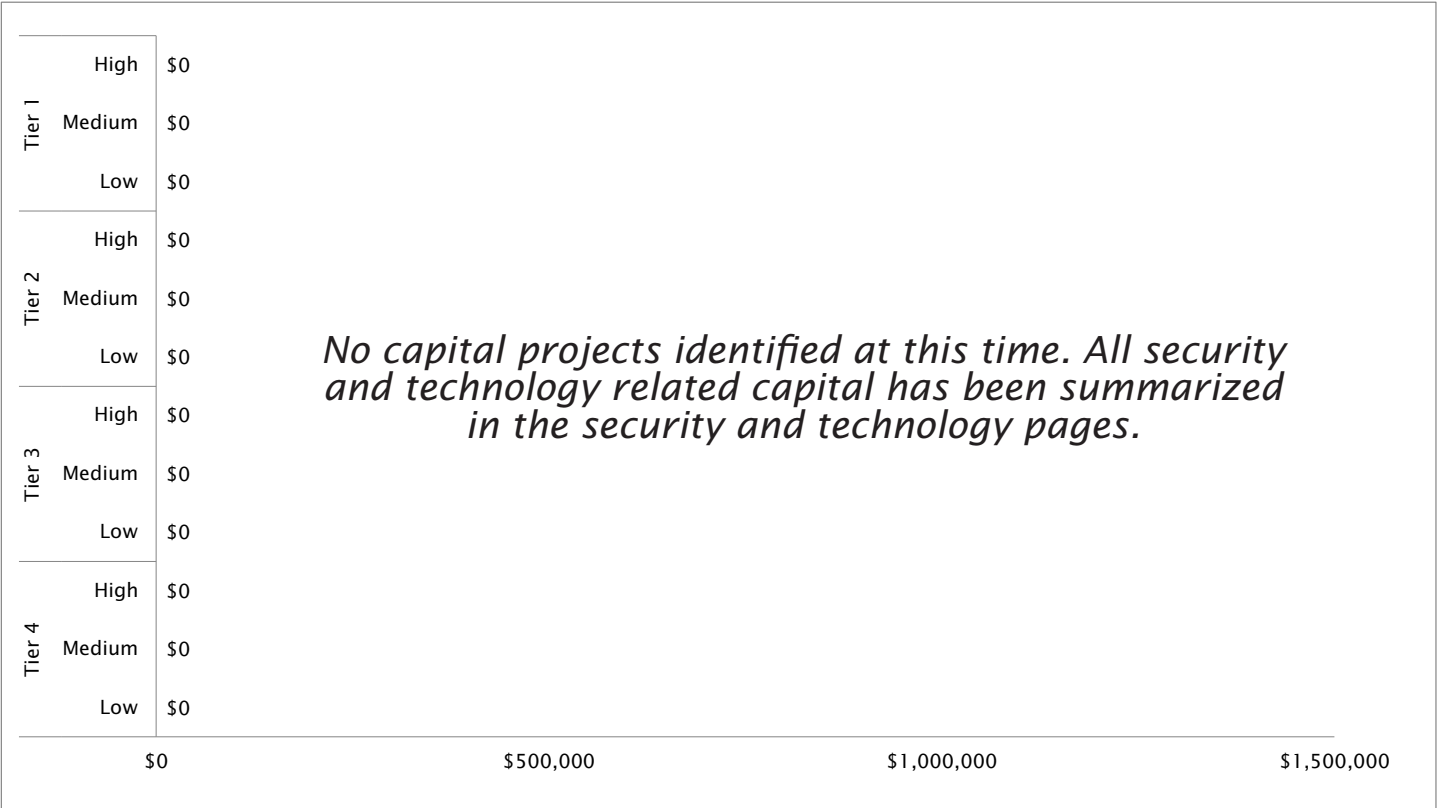 Tier 1
High $0
Medium $0
Low $0
Tier 2
High $0
Medium $0
Low $0
Tier 3
High $0
Medium $0
Low $0
Tier 4
High $0
Medium $0
Low $0
No capital projects identified at this time. All security
and technology related capital has been summarized
in the security and technology pages.
$0 $500,000 $1,000,000 $1,500,000